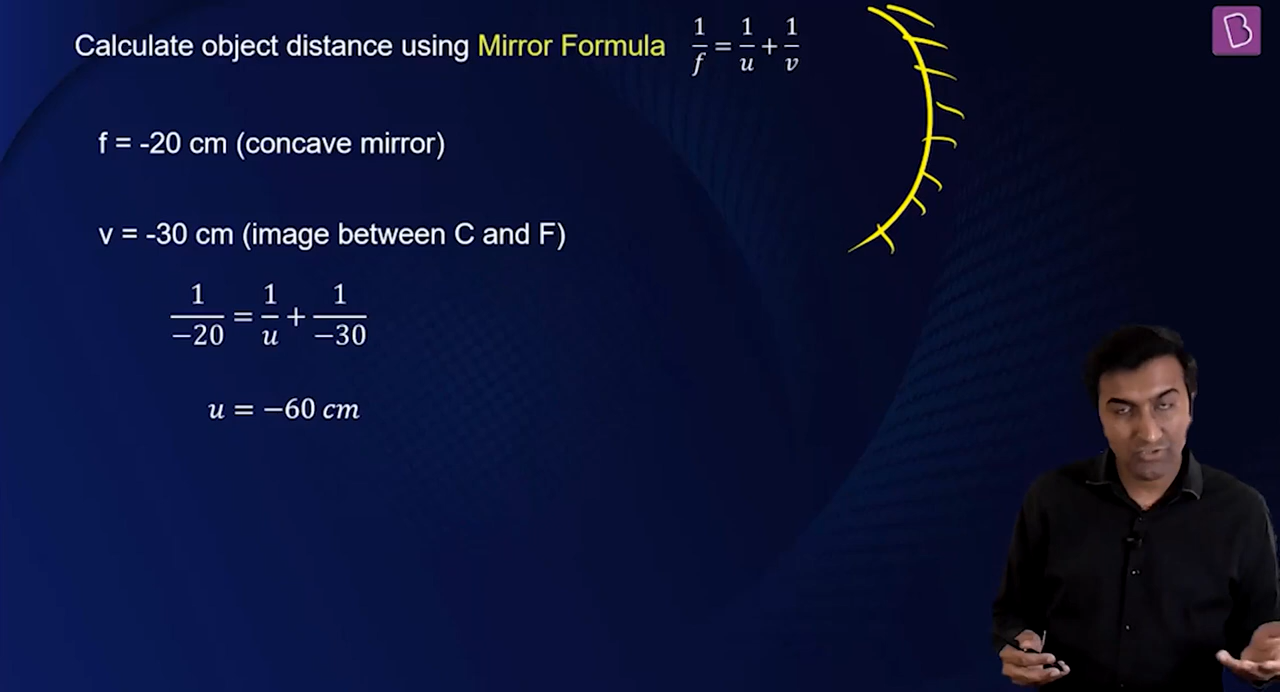 Calculate object distance using Mirror Formula 1/f = 1/u + 1/v
f = -20 cm (concave mirror)
v = -30 cm (image between C and F)
1/−20 = 1/u + 1/−30
u = −60 cm
B